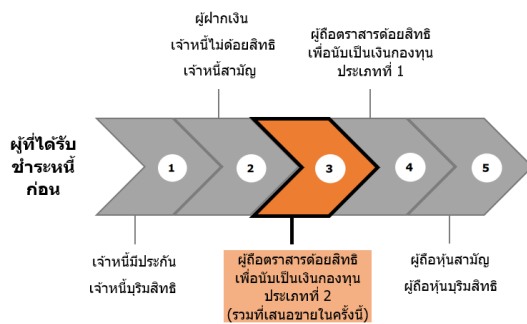 ผู้ฝากเงิน
เจ้าหนี้ไม่ด้อยสิทธิ
เจ้าหนี้สามัญ
ผู้ถือตราสารด้อยสิทธิ
เพื่อนับเป็นเงินกองทุน
ประเภทที่ 1
ผู้ที่ได้รับ
ชำระหนี้
ก่อน
1
2
3
4
5
เจ้าหนี้มีประกัน
เจ้าหนี้บุริมสิทธิ
ผู้ถือตราสารด้อยสิทธิ
เพื่อนับเป็นเงินกองทุน
ประเภทที่ 2
(รวมที่เสนอขายในครั้งนี้)
ผู้ถือหุ้นสามัญ
ผู้ถือหุ้นบุริมสิทธิ